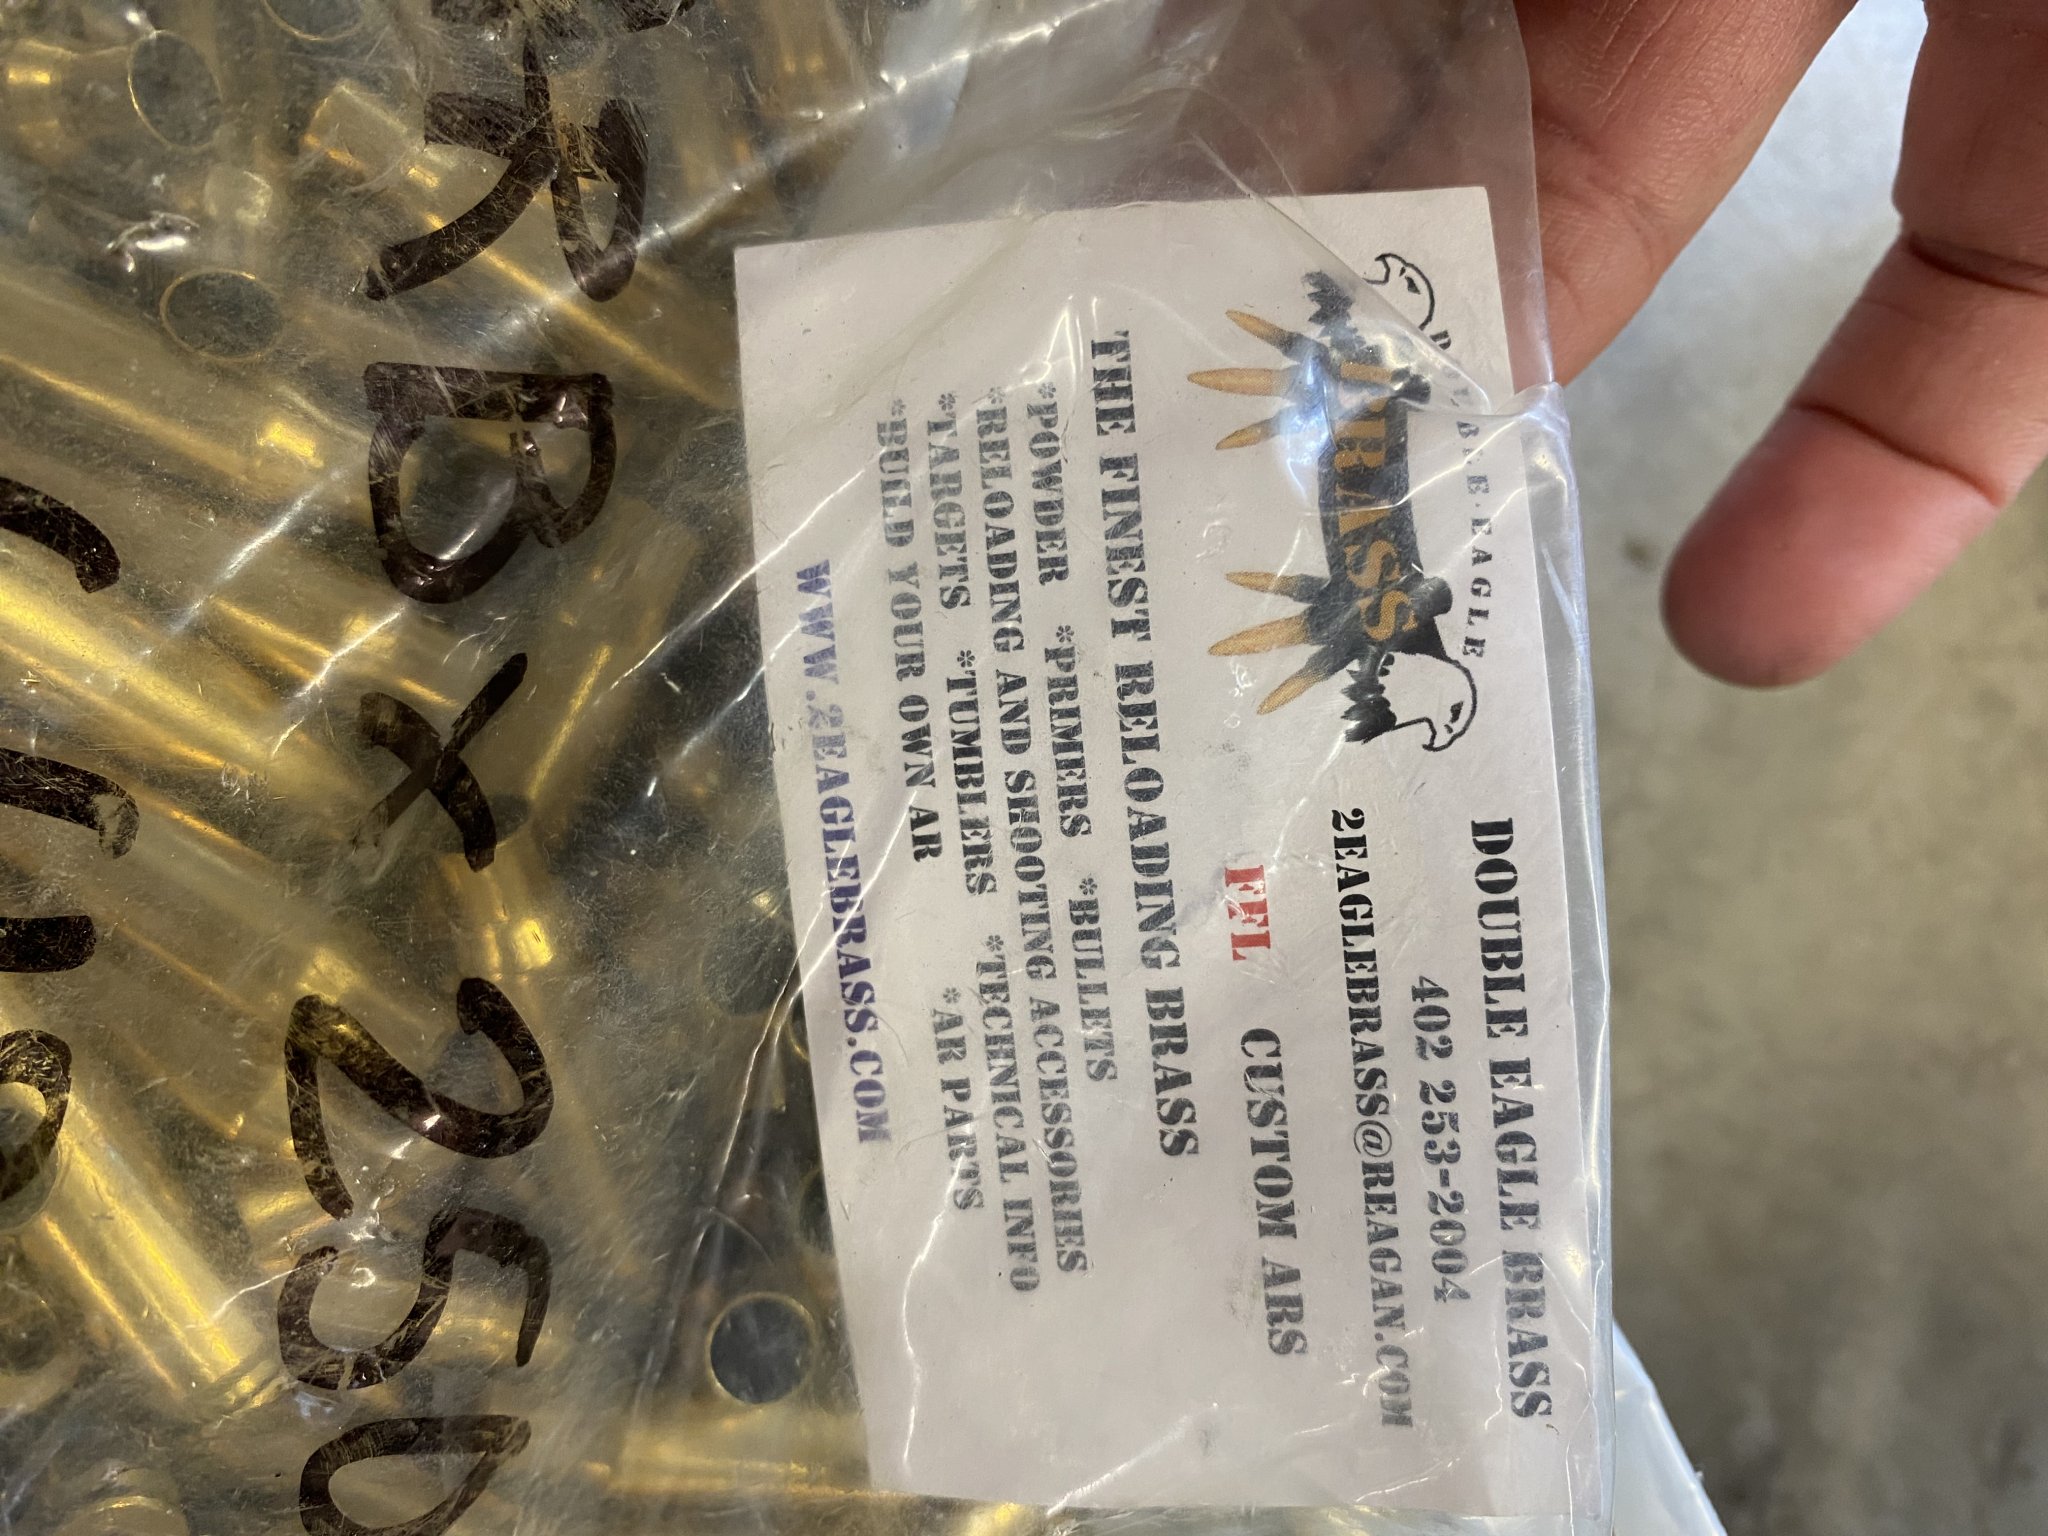 DOUBLE EAGLE
BRASS
DOUBLE EAGLE BRASS
402 253-2004
2EAGLEBRASS@REAGAN.COM
FFL CUSTOM ARS
THE FINEST RELOADING BRASS
*POWDER *PRIMERS *BULLETS
*RELOADING AND SHOOTING ACCESSORIES
*TARGETS *TUMBLERS *TECHNICAL INFO
*BUILD YOUR OWN AR *AR PARTS
WWW.2EAGLEBRASS.COM
B x 250